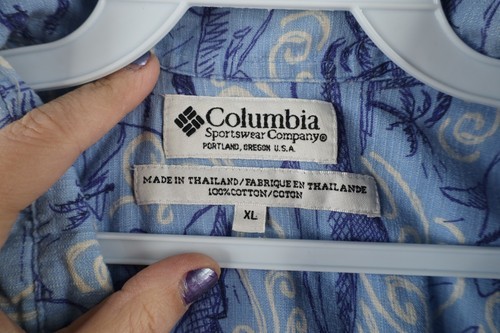 Columbia
Sportswear Company®
PORTLAND, OREGON U.S.A.
MADE IN THAILAND/FABRIQUE EN THAILANDE
100% COTTON/COTON
XL